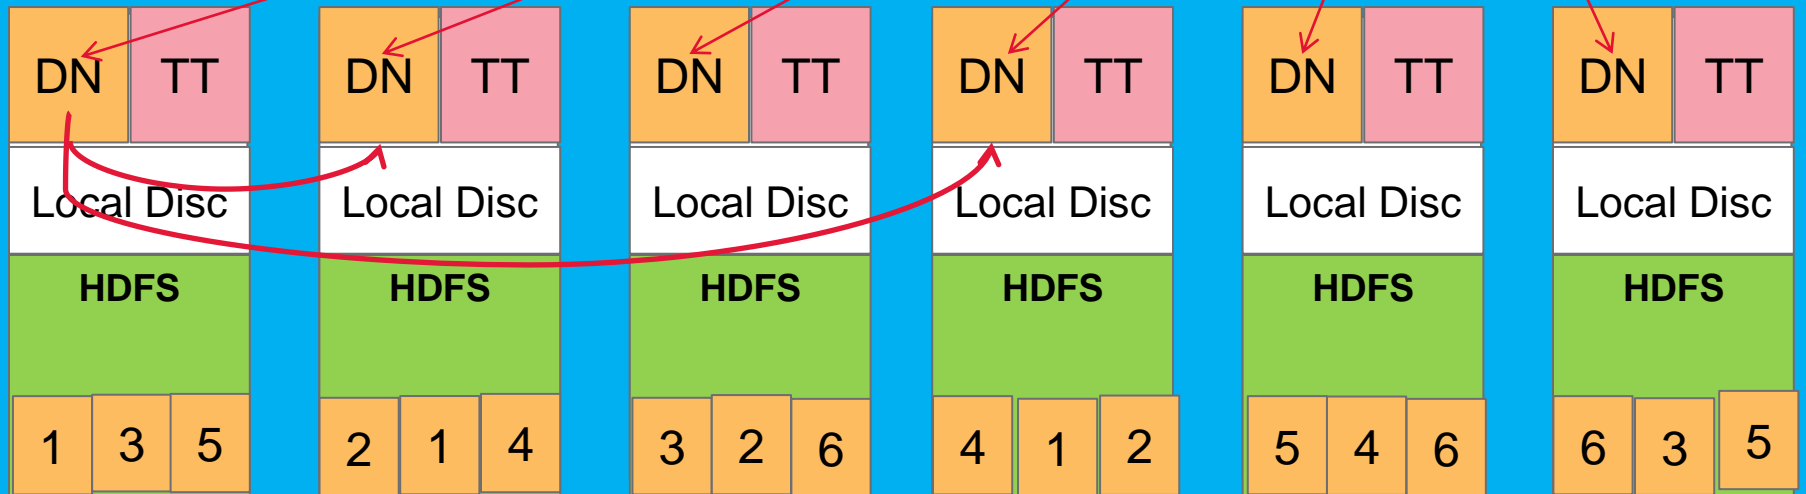 DN TT DN TT DN TT DN TT DN TT DN TT
Local Disc Local Disc Local Disc Local Disc Local Disc Local Disc
HDFS HDFS HDFS HDFS HDFS HDFS
1 3 5 2 1 4 3 2 6 4 1 2 5 4 6 6 3 5